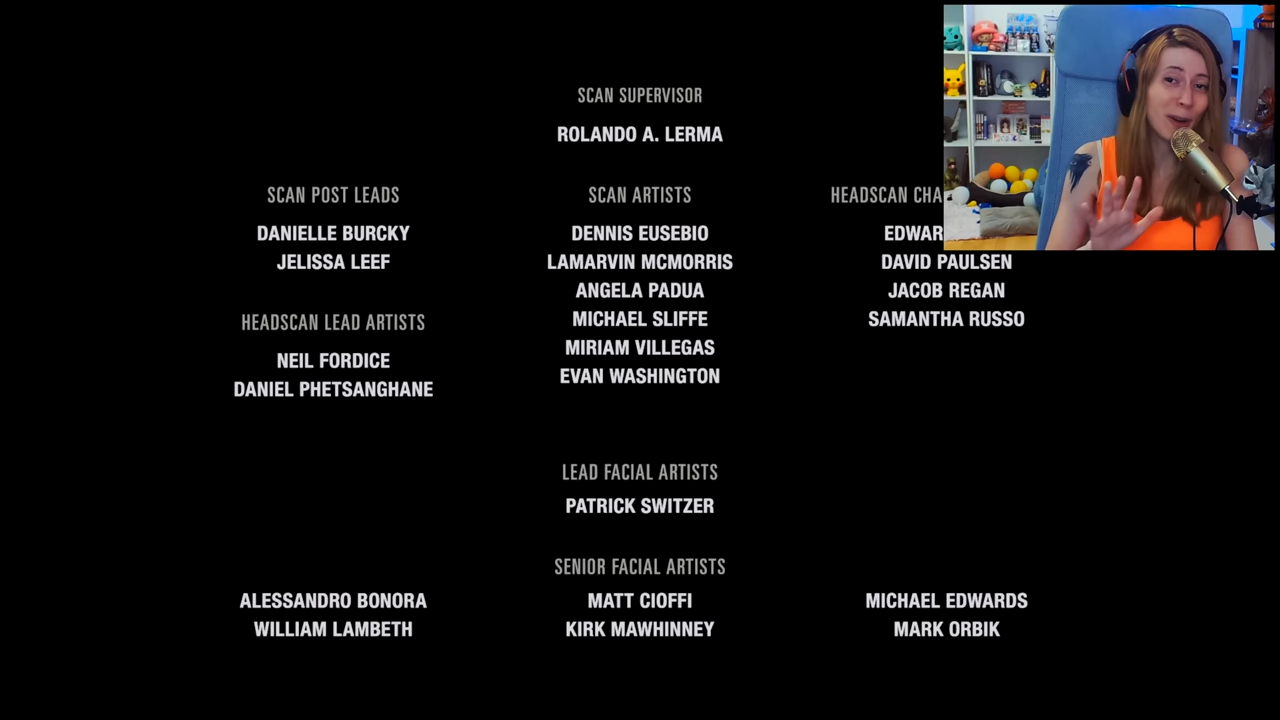 SCAN SUPERVISOR
ROLANDO A. LERMA
SCAN POST LEADS
DANIELLE BURCKY
JELISSA LEEF
HEADSCAN LEAD ARTISTS
NEIL FORDICE
DANIEL PHETSANGHANE
SCAN ARTISTS
DENNIS EUSEBIO
LAMARVIN MCMORRIS
ANGELA PADUA
MICHAEL SLIFFE
MIRIAM VILLEGAS
EVAN WASHINGTON
HEADSCAN
DAVID PAULSEN
JACOB REGAN
SAMANTHA RUSSO
LEAD FACIAL ARTISTS
PATRICK SWITZER
SENIOR FACIAL ARTISTS
ALESSANDRO BONORA
WILLIAM LAMBETH
MATT CIOFFI
KIRK MAWHINNEY
MICHAEL EDWARDS
MARK ORBIK